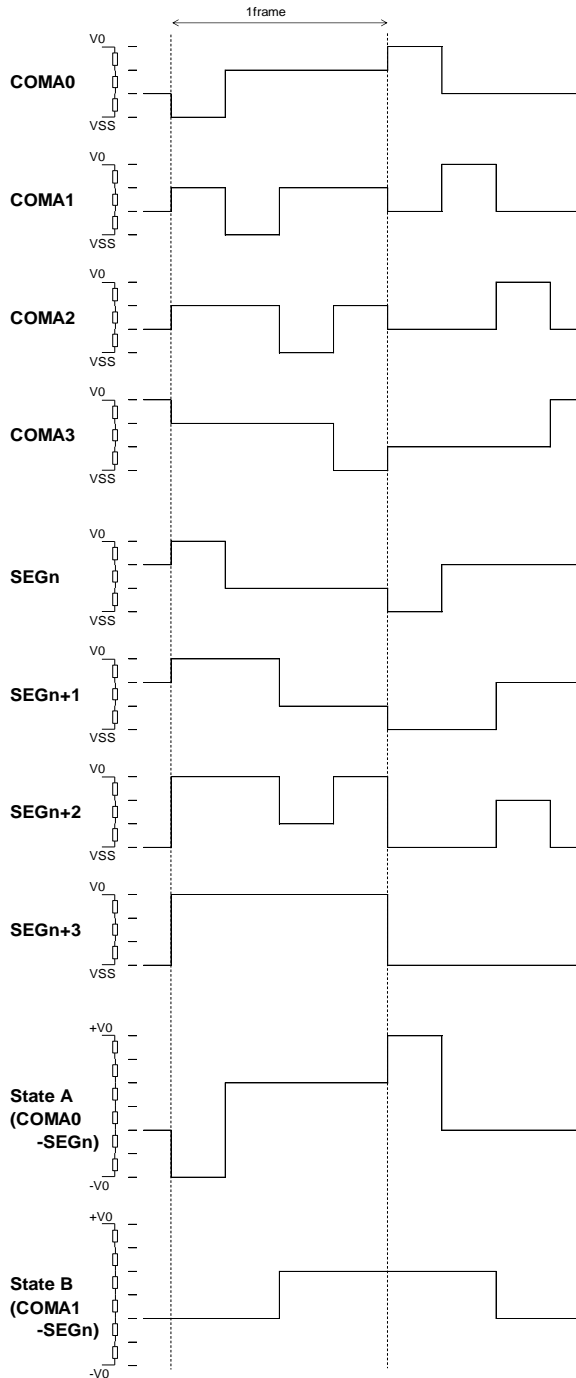 1frame
V0
COMA0
VSS
V0
COMA1
VSS
V0
COMA2
VSS
V0
COMA3
VSS
V0
SEGn
VSS
V0
SEGn+1
VSS
V0
SEGn+2
VSS
V0
SEGn+3
VSS
+V0
State A
(COMA0
-SEGn)
-V0
+V0
State B
(COMA1
-SEGn)
-V0